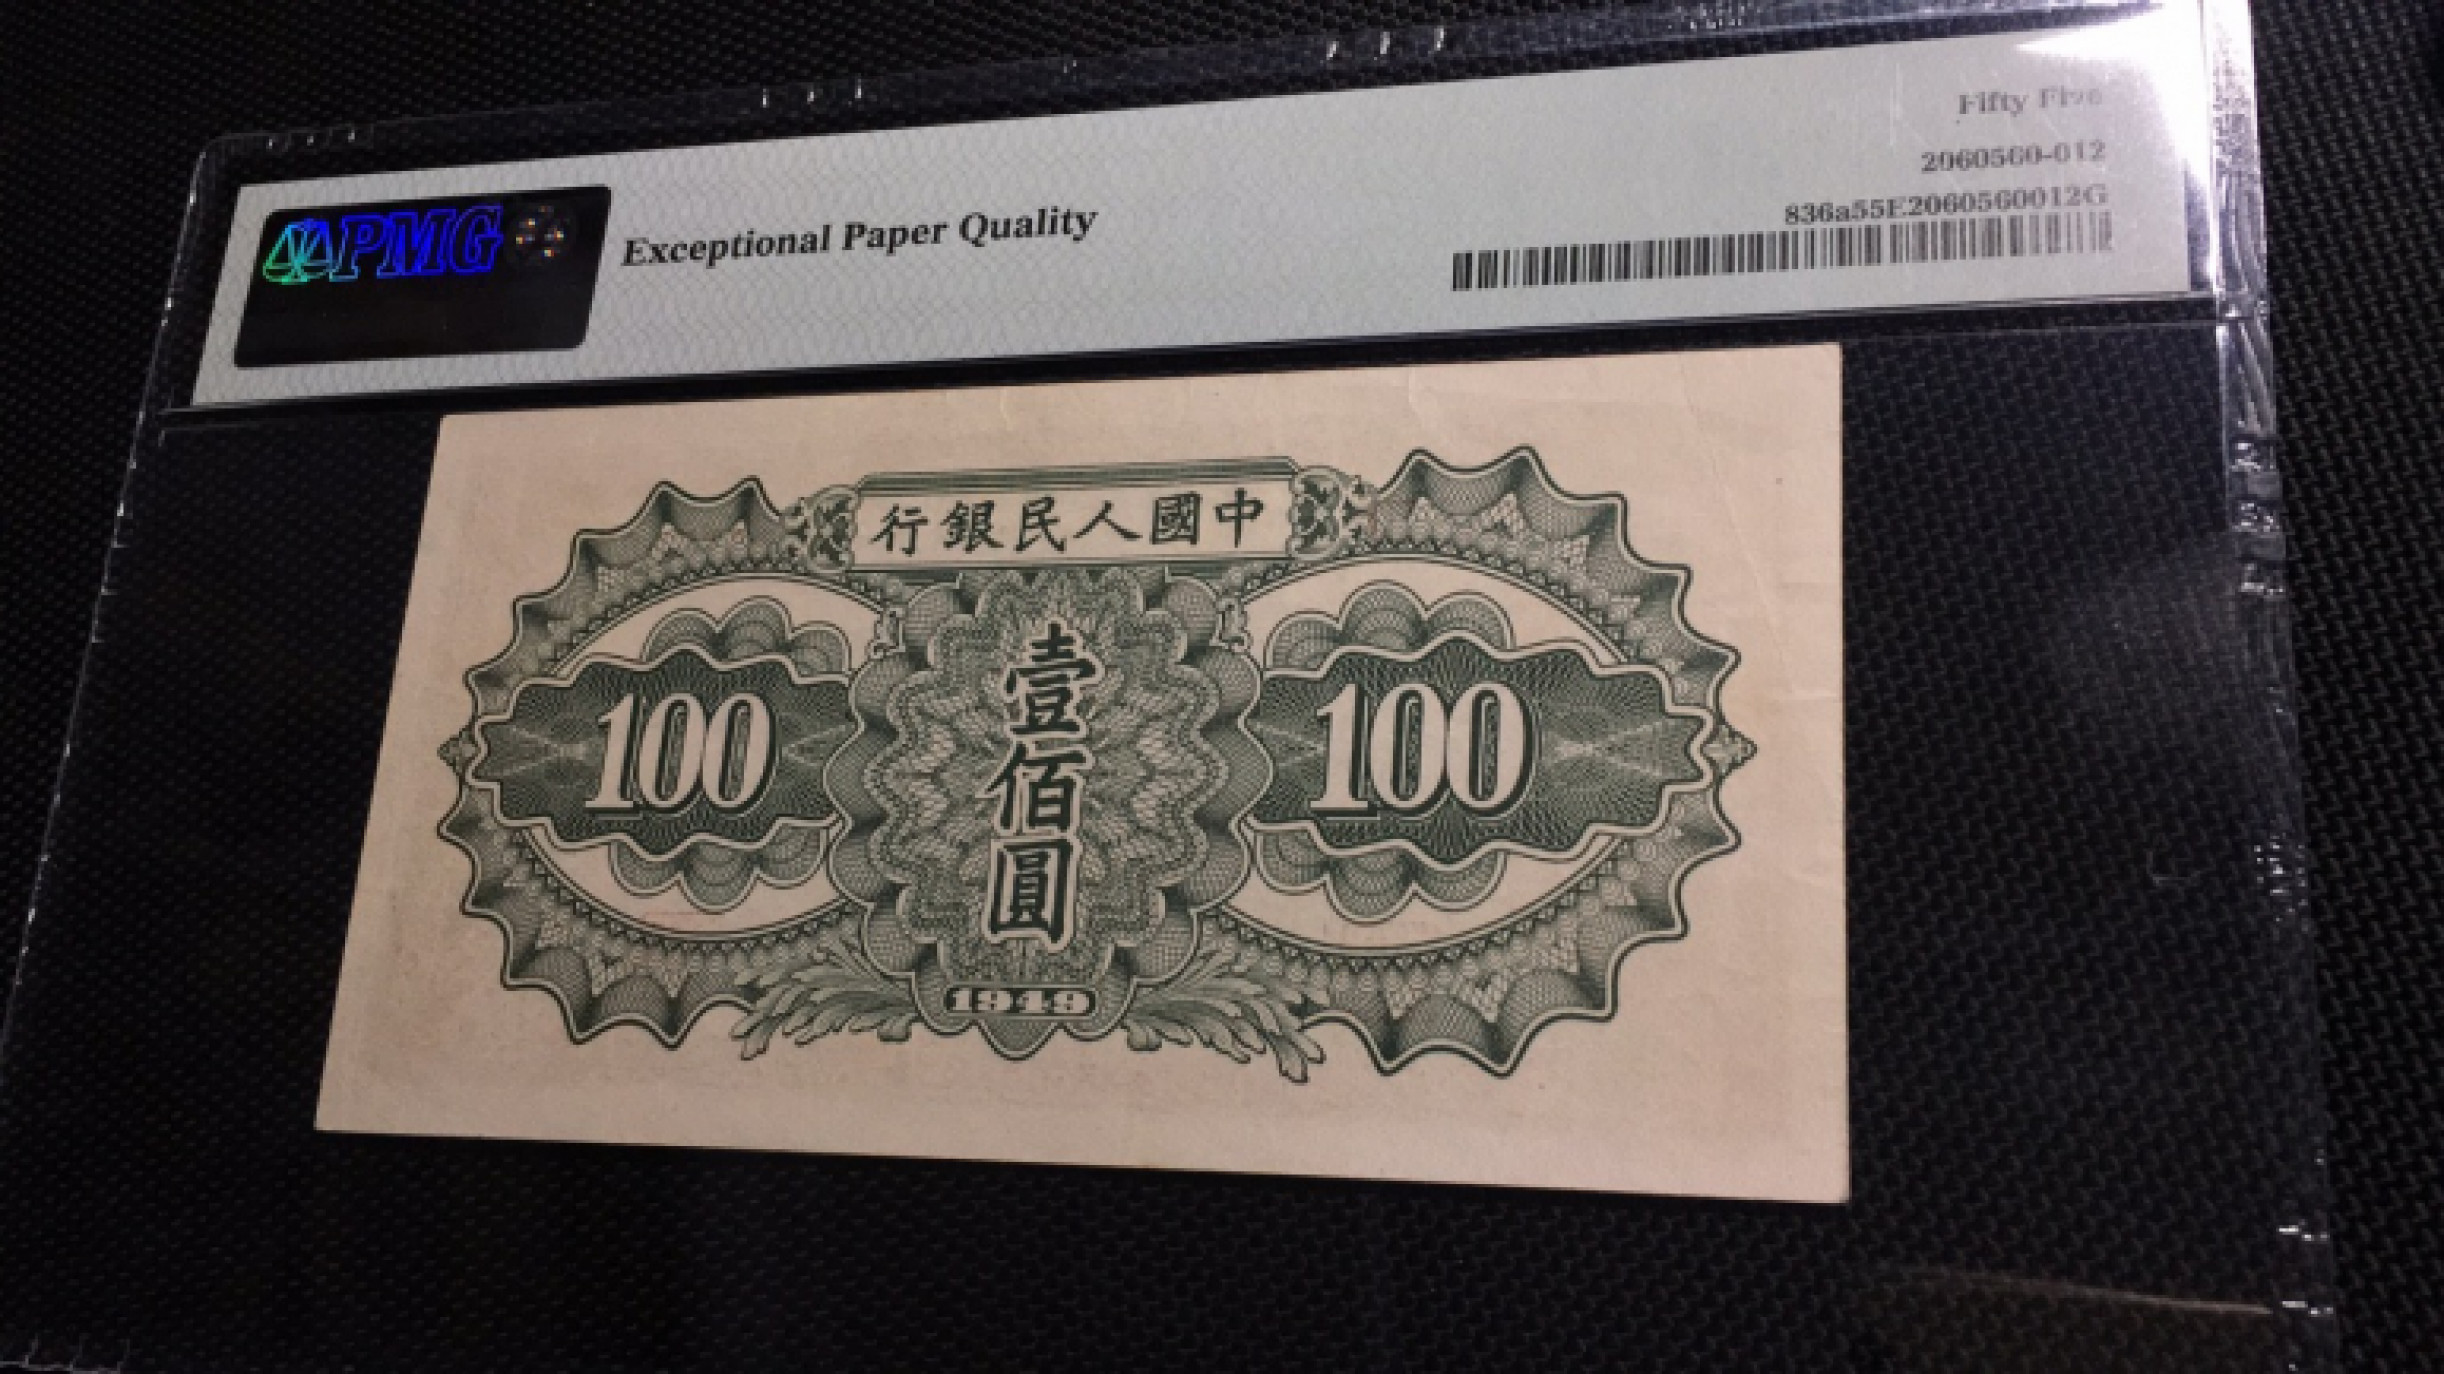 Fifty Five
2060560-012
PMG
Exceptional Paper Quality
836a55E2060560012G
行銀民人國中
100
壹佰圓
100
1949